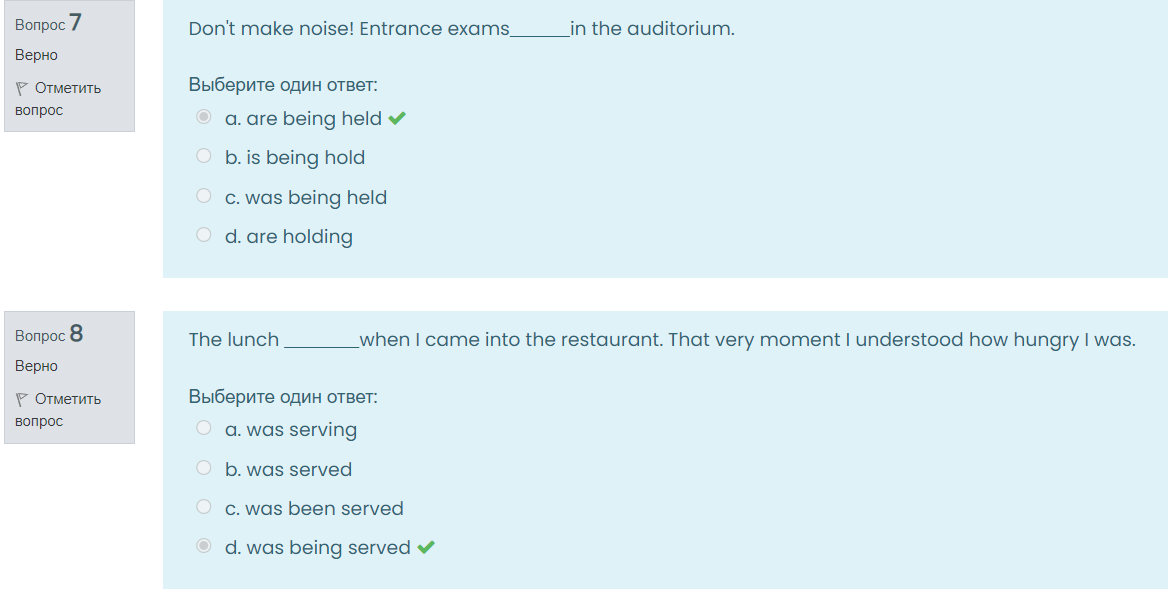 Вопрос 7
Верно
Отметить
вопрос
Don't make noise! Entrance exams______in the auditorium.
Выберите один ответ:
a. are being held
b. is being hold
c. was being held
d. are holding
Вопрос 8
Верно
Отметить
вопрос
The lunch ________when I came into the restaurant. That very moment I understood how hungry I was.
Выберите один ответ:
a. was serving
b. was served
c. was been served
d. was being served